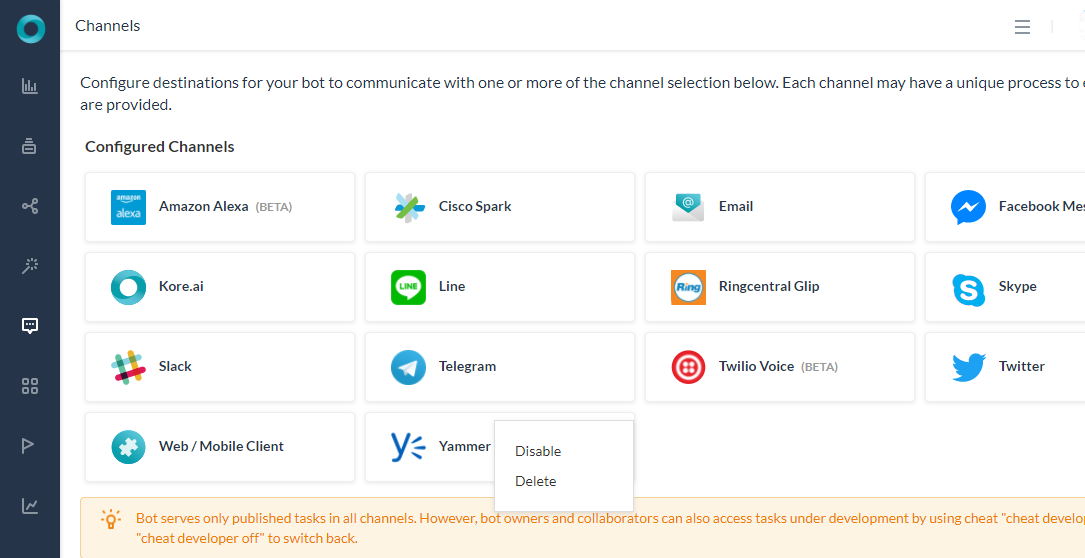 Channels
Configure destinations for your bot to communicate with one or more of the channel selection below. Each channel may have a unique process to
are provided.
Configured Channels
amazon alexa Amazon Alexa (BETA)
Cisco Spark
@ Email
Facebook
Kore.ai
LINE Line
Ring Ringcentral Glip
S Skype
Slack
Telegram
Twilio Voice (BETA)
Twitter
Web / Mobile Client
Yammer
Disable
Delete
Bot serves only published tasks in all channels. However, bot owners and collaborators can also access tasks under development by using cheat "cheat
"cheat developer off" to switch back.